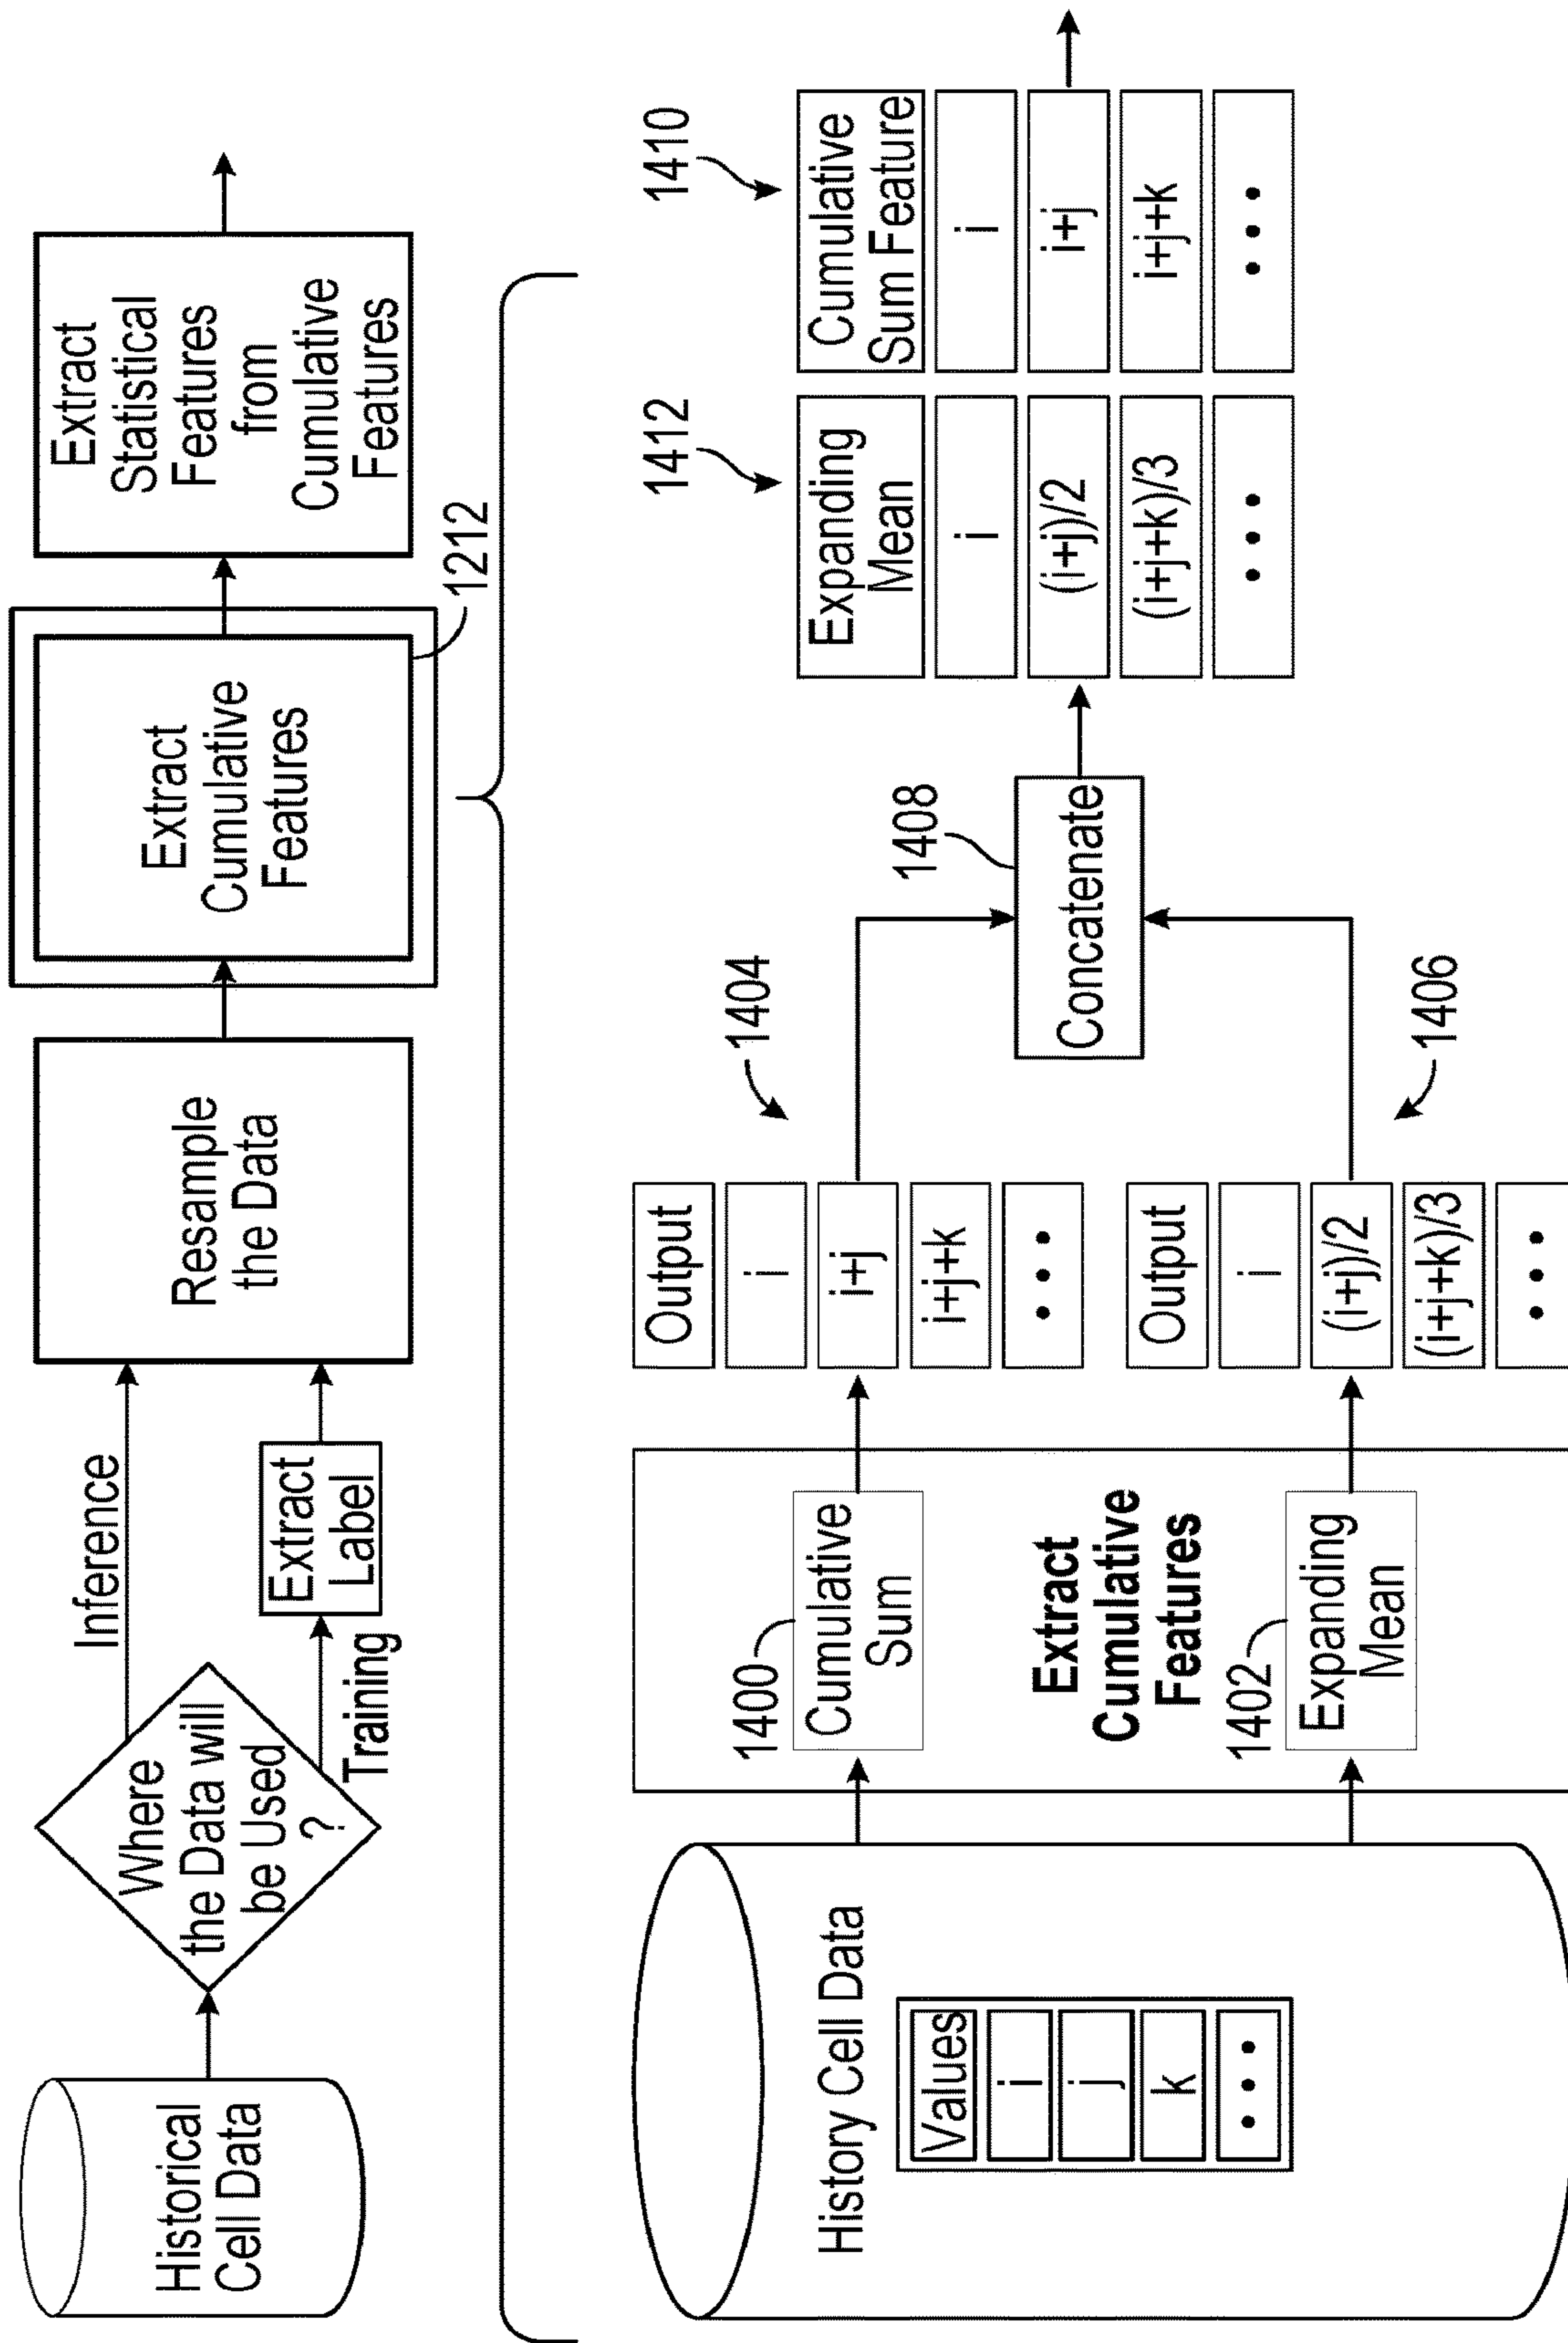 Historical
Cell Data
Where
the Data will
be Used
?
Inference
Training
Extract
Label
Resample
the Data
Extract
Cumulative
Features
1212
Extract
Statistical
Features
from
Cumulative
Features
History Cell Data
Values
i
j
k
•••
1400
Cumulative
Sum
Extract
Cumulative
Features
1402
Expanding
Mean
Output
i
i+j
i+j+k
•••
1404
Output
i
(i+j)/2
(i+j+k)/3
•••
1406
1408
Concatenate
1412
Expanding
Mean
i
(i+j)/2
(i+j+k)/3
•••
1410
Cumulative
Sum Feature
i
i+j
i+j+k
•••